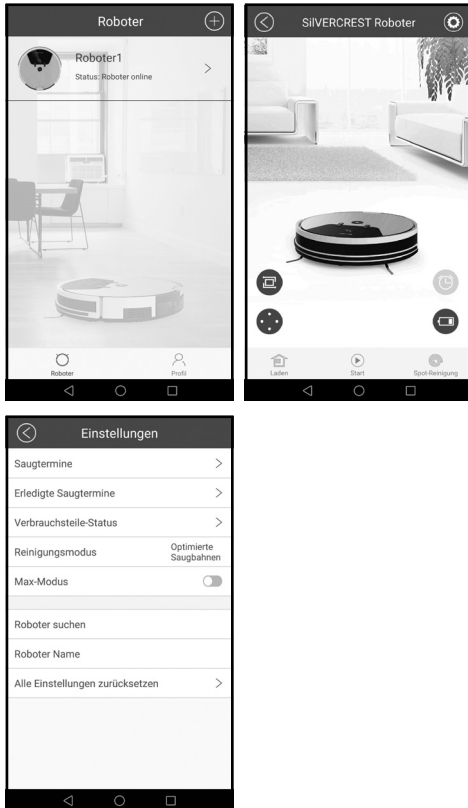 Roboter
Roboter1
Status: Roboter online
Roboter
Profil
SilVERCREST Roboter
Laden
Start
Spot-Reinigung
Einstellungen
Saugtermine
Erledigte Saugtermine
Verbrauchsteile-Status
Reinigungsmodus
Optimierte
Saugbahnen
Max-Modus
Roboter suchen
Roboter Name
Alle Einstellungen zurücksetzen